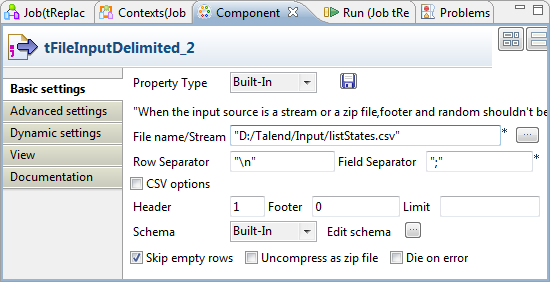 Job(tReplac Contexts(Job Component Run (Job tRe Problems
tFileInputDelimited_2
Basic settings
Advanced settings
Dynamic settings
View
Documentation
Property Type Built-In
"When the input source is a stream or a zip file,footer and random shouldn't be
File name/Stream "D:/Talend/Input/listStates.csv" * ...
Row Separator "\n" Field Separator ";" *
CSV options
Header 1 Footer 0 Limit
Schema Built-In Edit schema ...
Skip empty rows Uncompress as zip file Die on error